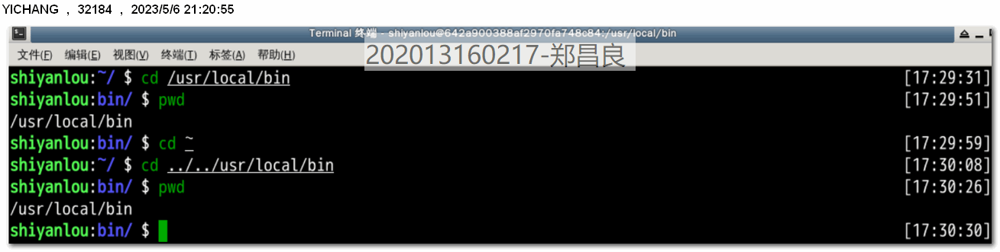 YICHANG , 32184 , 2023/5/6 21:20:55
Terminal 终端 - shiyanlou@642a900388af2970fa748c84:/usr/local/bin
文件(F) 编辑(E) 视图(V) 终端(T) 标签(A) 帮助(H)
202013160217-郑昌良
shiyanlou:~/ $ cd /usr/local/bin [17:29:31]
shiyanlou:bin/ $ pwd [17:29:51]
/usr/local/bin
shiyanlou:bin/ $ cd ~ [17:29:59]
shiyanlou:~/ $ cd ../../usr/local/bin [17:30:08]
shiyanlou:bin/ $ pwd [17:30:26]
/usr/local/bin
shiyanlou:bin/ $ [17:30:30]